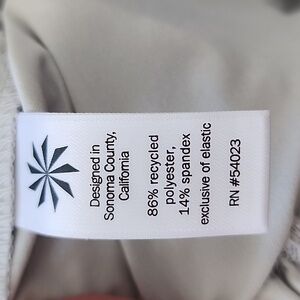 Designed in
Sonoma County,
California
86% recycled
polyester,
14% spandex
exclusive of elastic
RN #54023